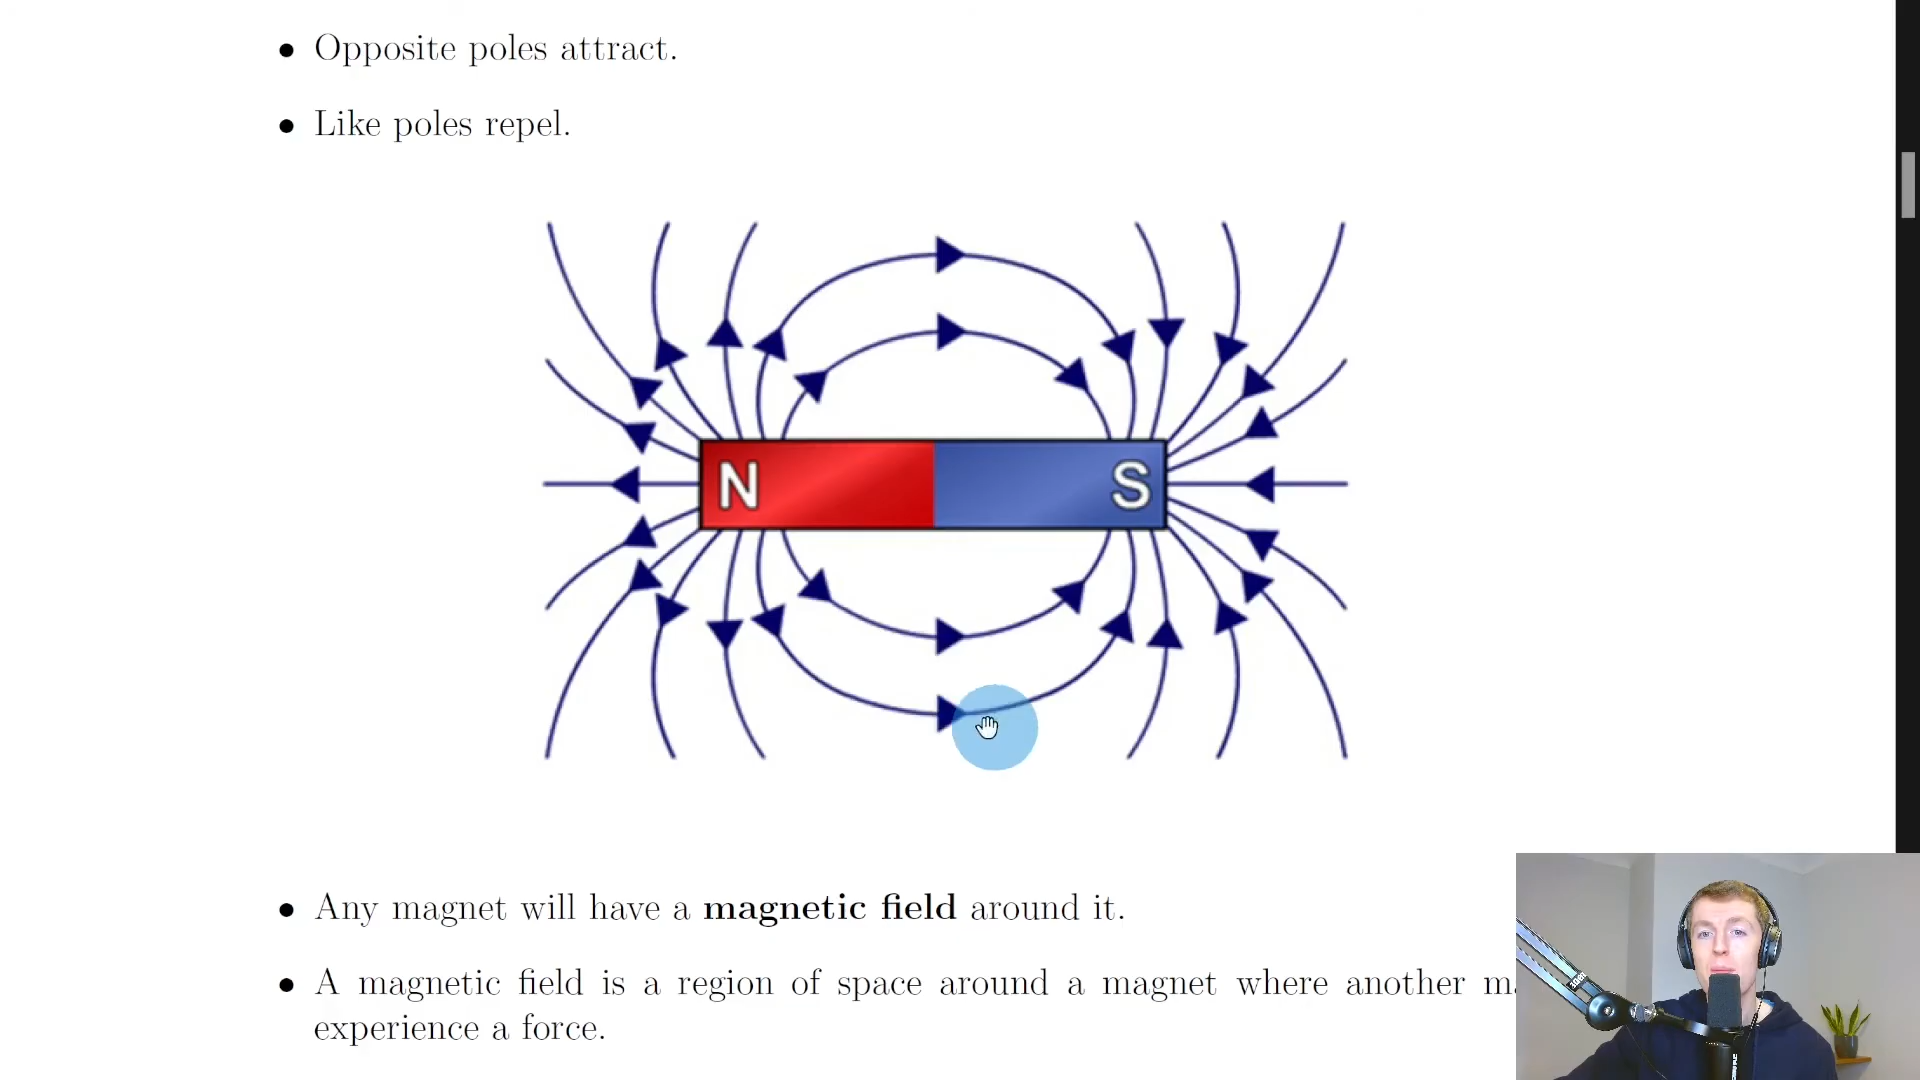 • Opposite poles attract.
• Like poles repel.
N S
• Any magnet will have a magnetic field around it.
• A magnetic field is a region of space around a magnet where another
experience a force.